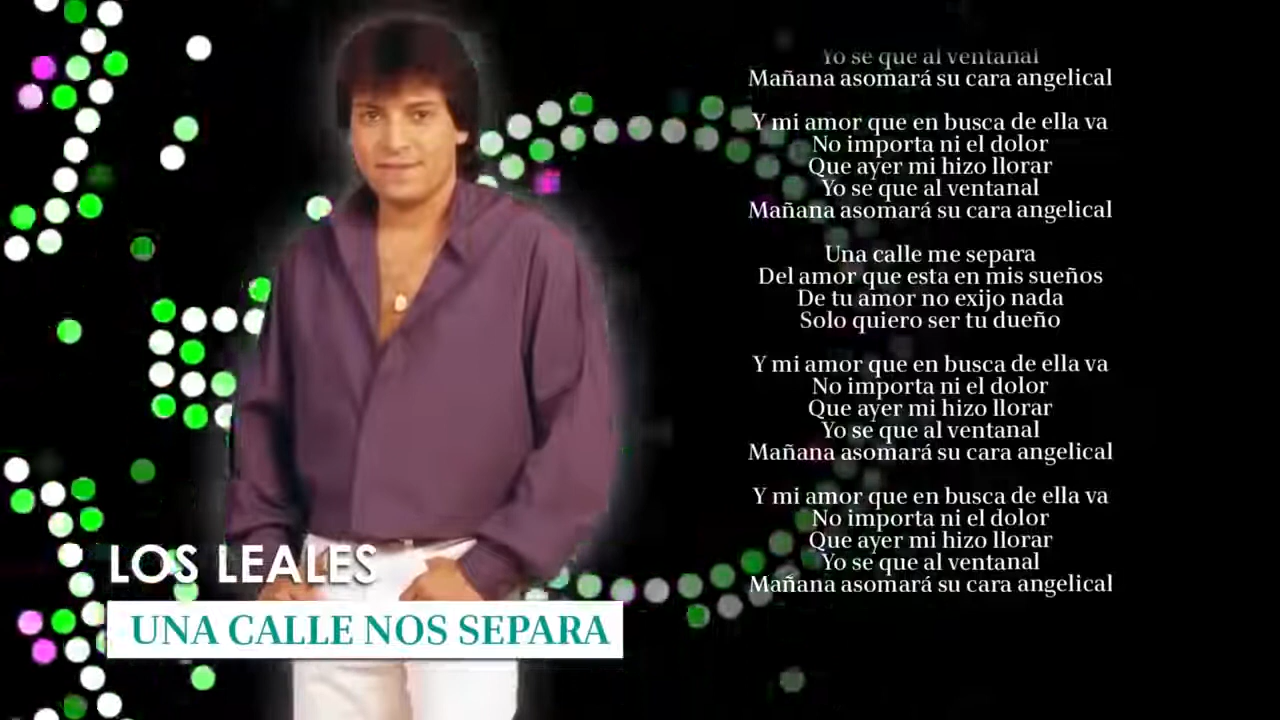 Yo se que al ventanal
Mañana asomará su cara angelical
Y mi amor que en busca de ella va
No importa ni el dolor
Que ayer mi hizo llorar
Yo se que al ventanal
Mañana asomará su cara angelical
Una calle me separa
Del amor que esta en mis sueños
De tu amor no exijo nada
Solo quiero ser tu dueño
Y mi amor que en busca de ella va
No importa ni el dolor
Que ayer mi hizo llorar
Yo se que al ventanal
Mañana asomará su cara angelical
Y mi amor que en busca de ella va
No importa ni el dolor
Que ayer mi hizo llorar
Yo se que al ventanal
Mañana asomará su cara angelical
LOS LEALES
UNA CALLE NOS SEPARA